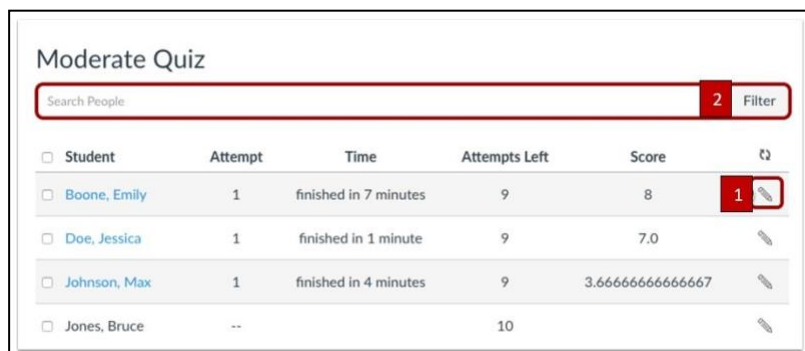 Moderate Quiz
Search People 2 Filter
Student Attempt Time Attempts Left Score
Boone, Emily 1 finished in 7 minutes 9 8 1
Doe, Jessica 1 finished in 1 minute 9 7.0
Johnson, Max 1 finished in 4 minutes 9 3.66666666666667
Jones, Bruce -- 10